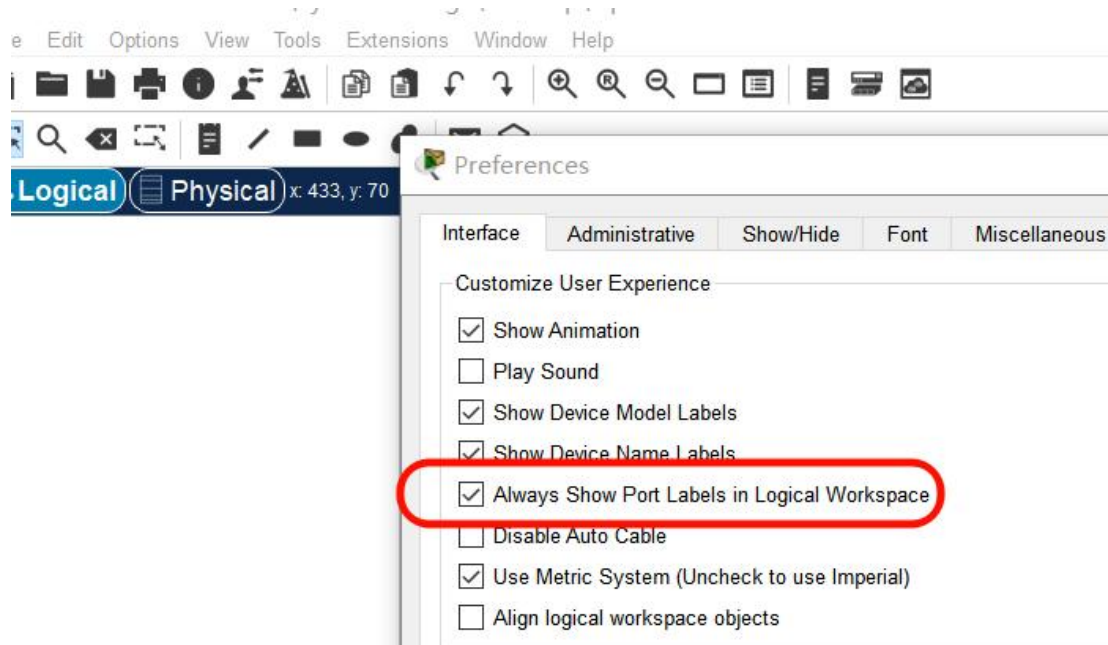 e Edit Options View Tools Extensions Window Help
Logical Physical x: 433, y: 70
Preferences
Interface Administrative Show/Hide Font Miscellaneous
Customize User Experience
Show Animation
Play Sound
Show Device Model Labels
Show Device Name Labels
Always Show Port Labels in Logical Workspace
Disable Auto Cable
Use Metric System (Uncheck to use Imperial)
Align logical workspace objects